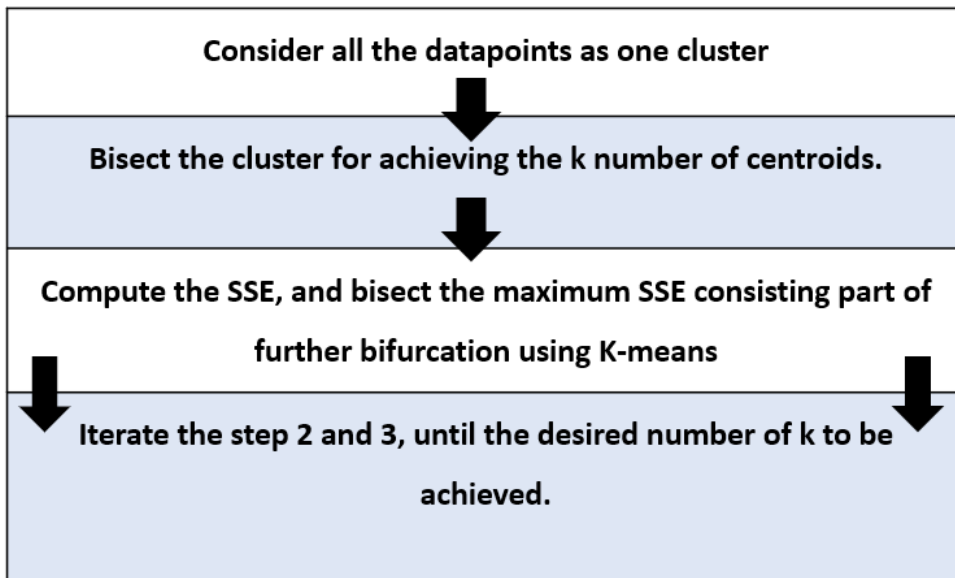 Consider all the datapoints as one cluster
Bisect the cluster for achieving the k number of centroids.
Compute the SSE, and bisect the maximum SSE consisting part of
further bifurcation using K-means
Iterate the step 2 and 3, until the desired number of k to be
achieved.